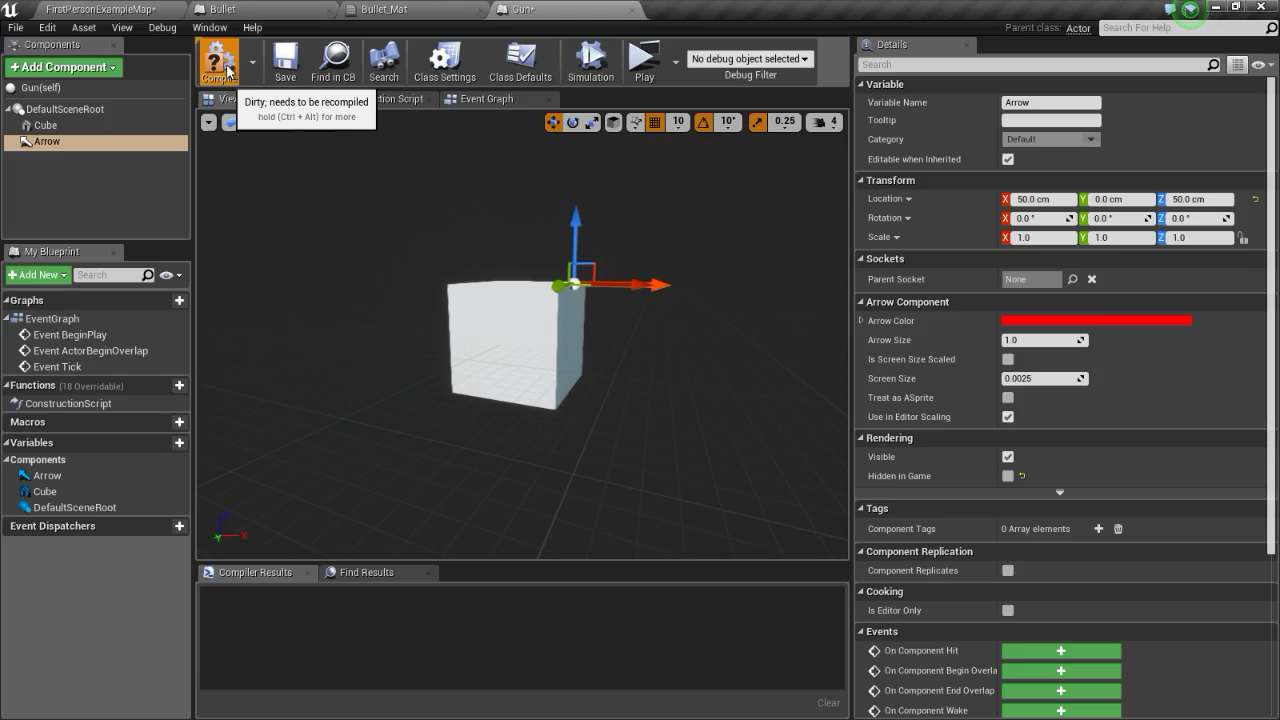 FirstPersonExampleMap*
Bullet
Bullet_Mat
Gun*
File Edit Asset View Debug Window Help
Parent class: Actor
Search For Help
Components
Add Component
Gun(self)
DefaultSceneRoot
Cube
Arrow
Compile
Save
Find in CB
Search
Class Settings
Class Defaults
Simulation
Play
No debug object selected
Debug Filter
Event Graph
Dirty; needs to be recompiled
hold (Ctrl + Alt) for more
10
10°
0.25
4
My Blueprint
Add New
Search
Graphs
EventGraph
Event BeginPlay
Event ActorBeginOverlap
Event Tick
Functions (18 Overridable)
ConstructionScript
Macros
Variables
Components
Arrow
Cube
DefaultSceneRoot
Event Dispatchers
X
Compiler Results
Find Results
Clear
Details
Search
Variable
Variable Name Arrow
Tooltip
Category Default
Editable when Inherited
Transform
Location X 50.0 cm Y 0.0 cm Z 50.0 cm
Rotation X 0.0 ° Y 0.0 ° Z 0.0 °
Scale X 1.0 Y 1.0 Z 1.0
Sockets
Parent Socket None
Arrow Component
Arrow Color
Arrow Size 1.0
Is Screen Size Scaled
Screen Size 0.0025
Treat as ASprite
Use in Editor Scaling
Rendering
Visible
Hidden in Game
Tags
Component Tags 0 Array elements
Component Replication
Component Replicates
Cooking
Is Editor Only
Events
On Component Hit
On Component Begin Overla
On Component End Overlap
On Component Wake